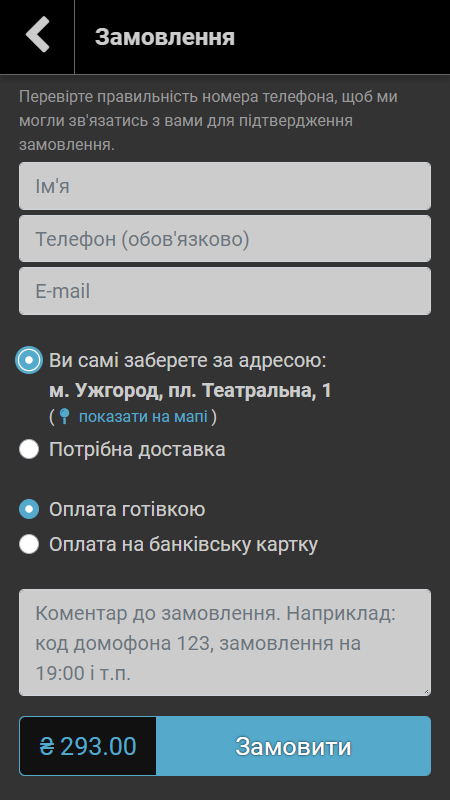 Замовлення
Перевірте правильність номера телефона, щоб ми
могли зв'язатись з вами для підтвердження
замовлення.
Ім'я
Телефон (обов'язково)
E-mail
Ви самі заберете за адресою:
м. Ужгород, пл. Театральна, 1
( показати на мапі )
Потрібна доставка
Оплата готівкою
Оплата на банківську картку
Коментар до замовлення. Наприклад:
код домофона 123, замовлення на
19:00 і т.п.
₴ 293.00 Замовити